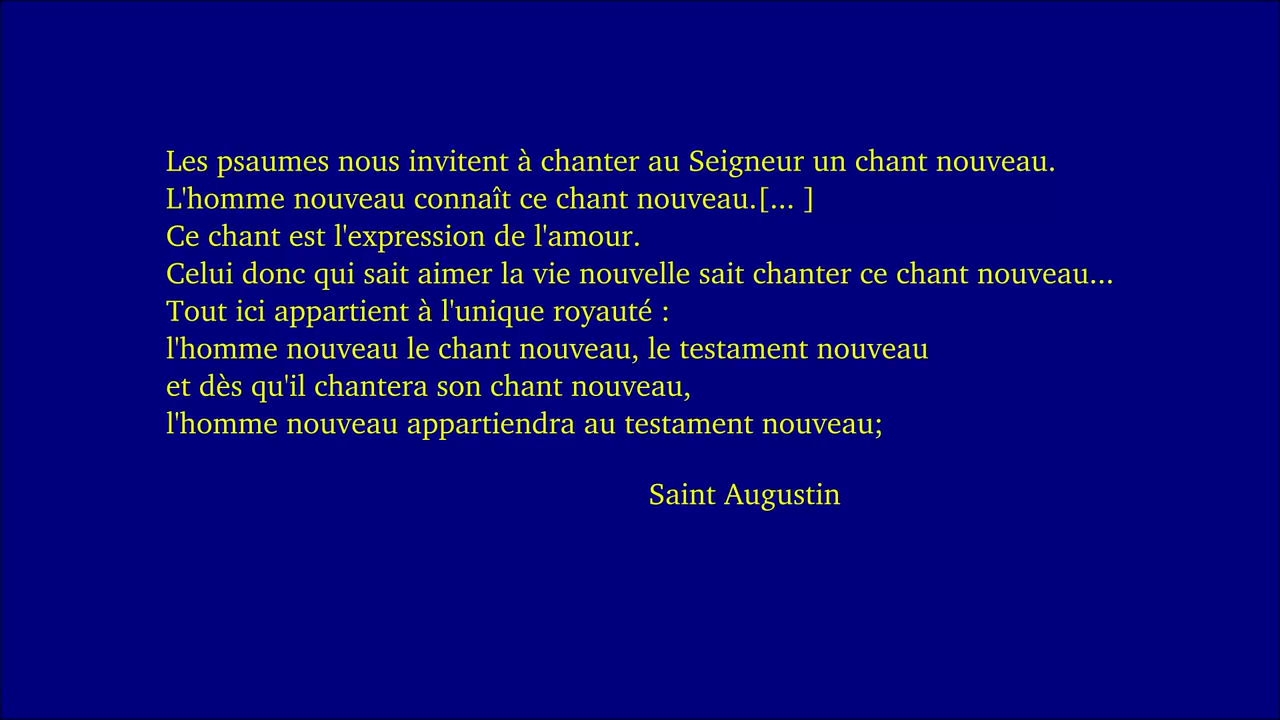 Les psaumes nous invitent à chanter au Seigneur un chant nouveau.
L'homme nouveau connaît ce chant nouveau.[... ]
Ce chant est l'expression de l'amour.
Celui donc qui sait aimer la vie nouvelle sait chanter ce chant nouveau...
Tout ici appartient à l'unique royauté :
l'homme nouveau le chant nouveau, le testament nouveau
et dès qu'il chantera son chant nouveau,
l'homme nouveau appartiendra au testament nouveau;
Saint Augustin